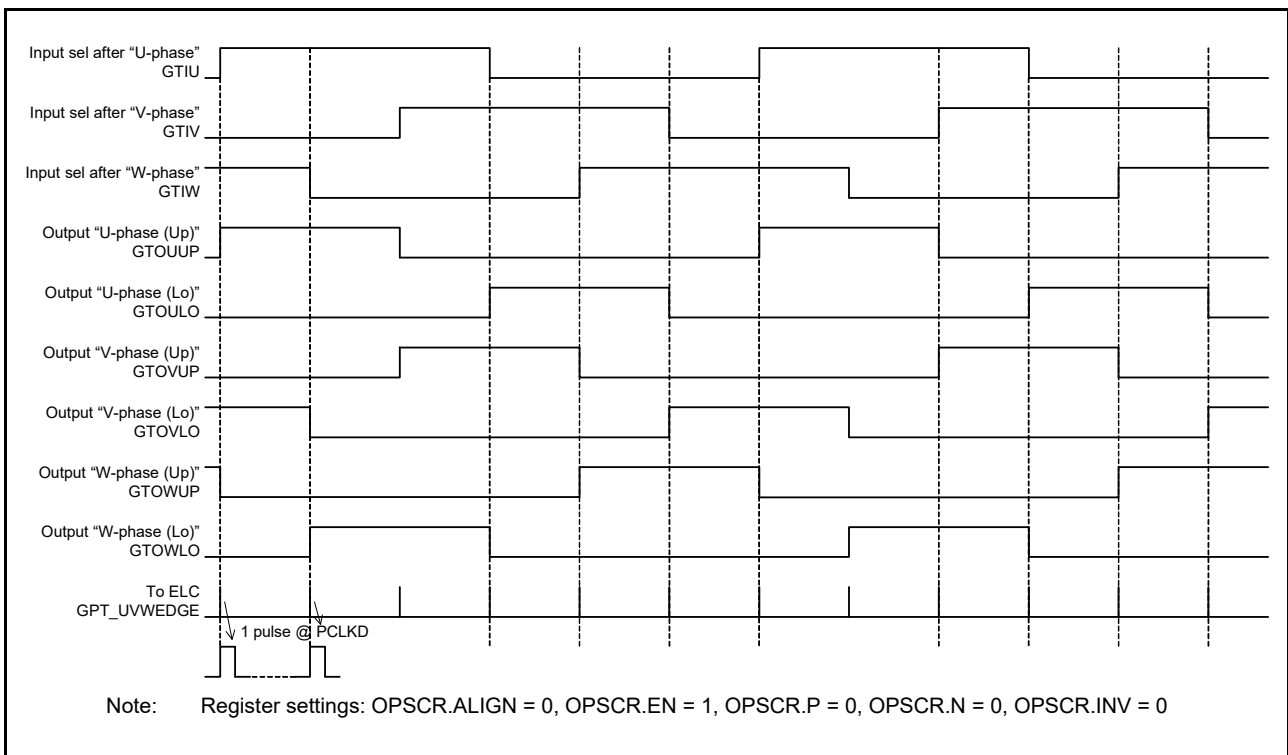 Input sel after “U-phase”
GTIU
Input sel after “V-phase”
GTIV
Input sel after “W-phase”
GTIW
Output “U-phase (Up)”
GTOUUP
Output “U-phase (Lo)”
GTOULO
Output “V-phase (Up)”
GTOVUP
Output “V-phase (Lo)”
GTOVLO
Output “W-phase (Up)”
GTOWUP
Output “W-phase (Lo)”
GTOWLO
To ELC
GPT_UVWEDGE
1 pulse @ PCLKD
Note: Register settings: OPSCR.ALIGN = 0, OPSCR.EN = 1, OPSCR.P = 0, OPSCR.N = 0, OPSCR.INV = 0